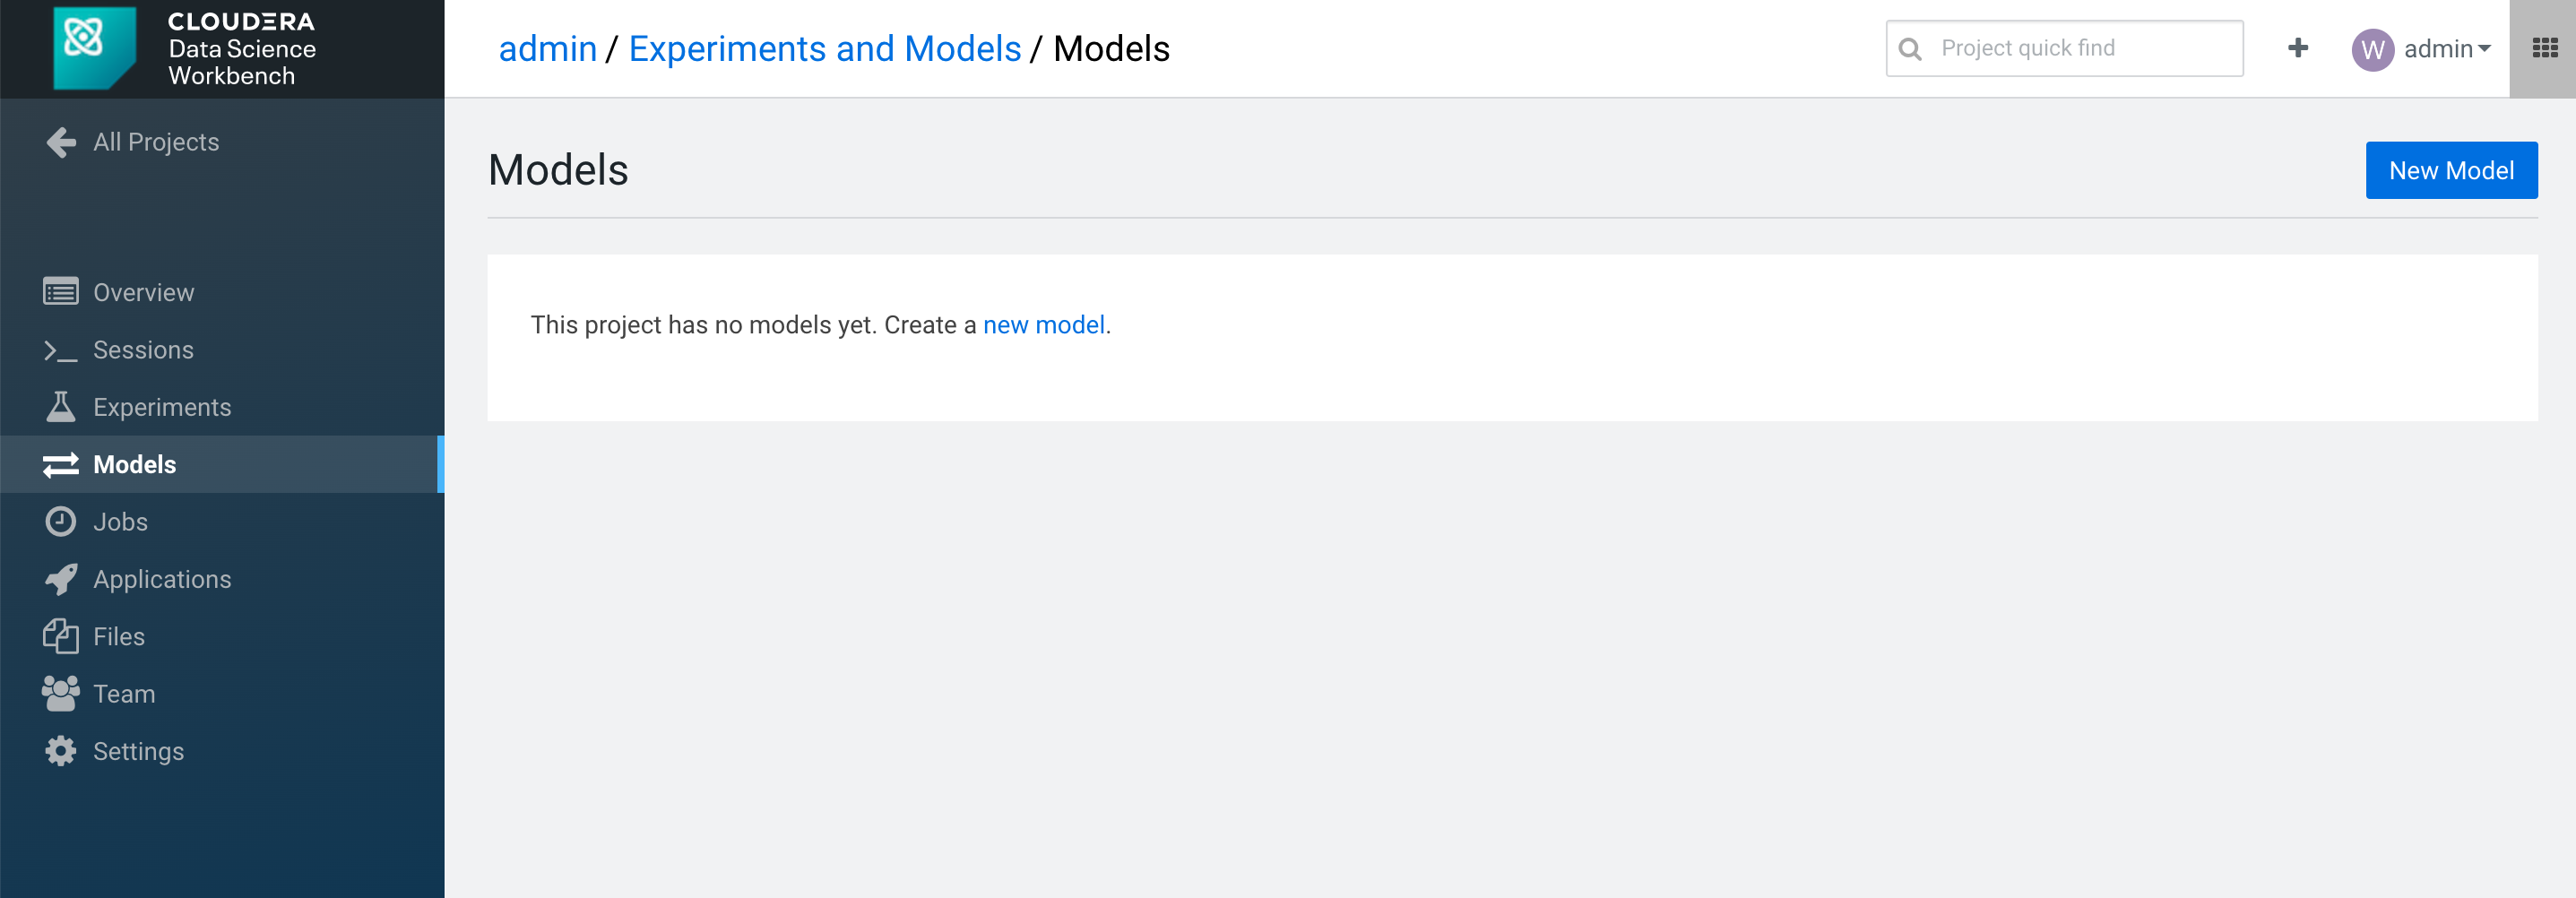 CLOUDERA
Data Science
Workbench
admin / Experiments and Models / Models
Project quick find
W admin
All Projects
Overview
Sessions
Experiments
Models
Jobs
Applications
Files
Team
Settings
Models
New Model
This project has no models yet. Create a new model.